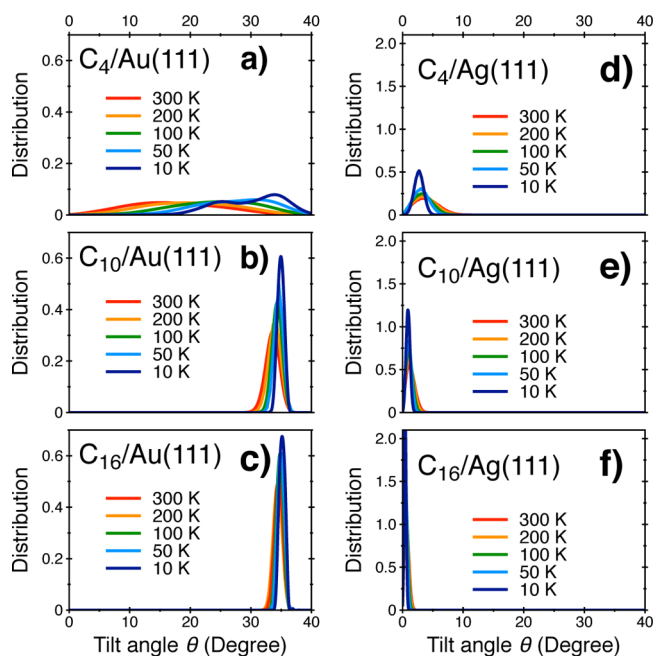 C₄/Au(111) a)
Distribution
0.6
0.4
0.2
0
0 10 20 30 40
300 K
200 K
100 K
50 K
10 K
C₁₀/Au(111) b)
Distribution
0.6
0.4
0.2
0
300 K
200 K
100 K
50 K
10 K
C₁₆/Au(111) c)
Distribution
0.6
0.4
0.2
0
300 K
200 K
100 K
50 K
10 K
0 10 20 30 40
Tilt angle θ (Degree)
C₄/Ag(111) d)
Distribution
2.0
1.5
1.0
0.5
0
0 10 20 30 40
300 K
200 K
100 K
50 K
10 K
C₁₀/Ag(111) e)
Distribution
2.0
1.5
1.0
0.5
0
300 K
200 K
100 K
50 K
10 K
C₁₆/Ag(111) f)
Distribution
2.0
1.5
1.0
0.5
0
300 K
200 K
100 K
50 K
10 K
0 10 20 30 40
Tilt angle θ (Degree)